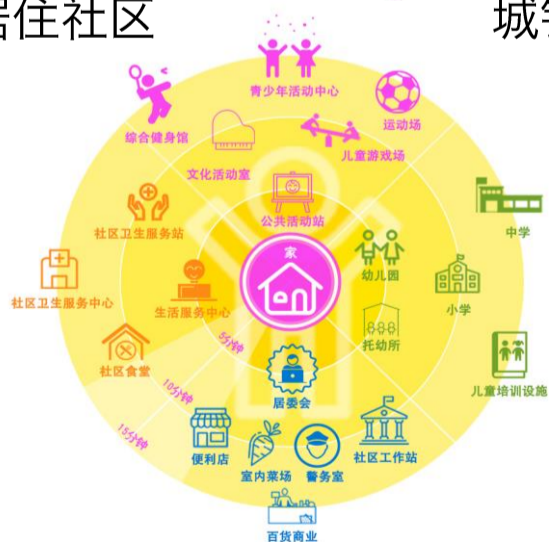 居住社区
城镇
青少年活动中心
综合健身馆
运动场
文化活动室
儿童游戏场
公共活动站
社区卫生服务站
家
幼儿园
中学
社区卫生服务中心
生活服务中心
小学
托幼所
5分钟
社区食堂
10分钟
居委会
儿童培训设施
15分钟
便利店
室内菜场
警务室
社区工作站
百货商业